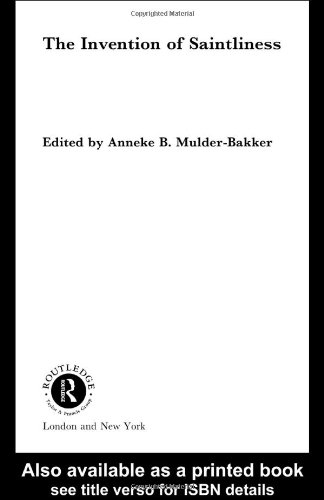 The Invention of Saintliness
Edited by Anneke B. Mulder-Bakker
ROUTLEDGE
Routledge
Taylor & Francis Group
London and New York
Also available as a printed book
see title verso for ISBN details